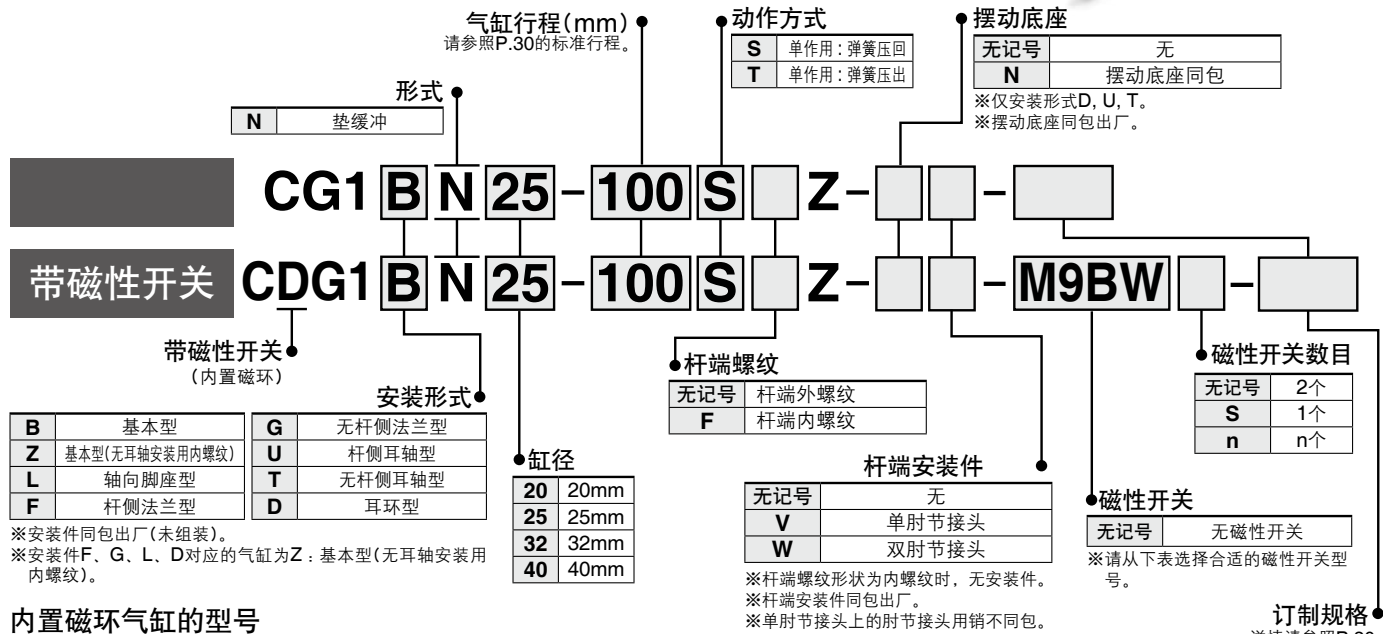 气缸行程(mm)
请参照P.30的标准行程。
动作方式
S 单作用：弹簧压回
T 单作用：弹簧压出
摆动底座
无记号 无
N 摆动底座同包
※仅安装形式D, U, T。
※摆动底座同包出厂。
形式
N 垫缓冲
CG1 B N 25 - 100 S Z - -
带磁性开关 CDG1 B N 25 - 100 S Z - - M9BW -
带磁性开关
(内置磁环)
安装形式
B 基本型 G 无杆侧法兰型
Z 基本型(无耳轴安装用内螺纹) U 杆侧耳轴型
L 轴向脚座型 T 无杆侧耳轴型
F 杆侧法兰型 D 耳环型
※安装件同包出厂(未组装)。
※安装件F、G、L、D对应的气缸为Z：基本型(无耳轴安装用
内螺纹)。
缸径
20 20mm
25 25mm
32 32mm
40 40mm
杆端螺纹
无记号 杆端外螺纹
F 杆端内螺纹
杆端安装件
无记号 无
V 单肘节接头
W 双肘节接头
※杆端螺纹形状为内螺纹时，无安装件。
※杆端安装件同包出厂。
※单肘节接头上的肘节接头用销不同包。
磁性开关数目
无记号 2个
S 1个
n n个
磁性开关
无记号 无磁性开关
※请从下表选择合适的磁性开关型
号。
订制规格
内置磁环气缸的型号